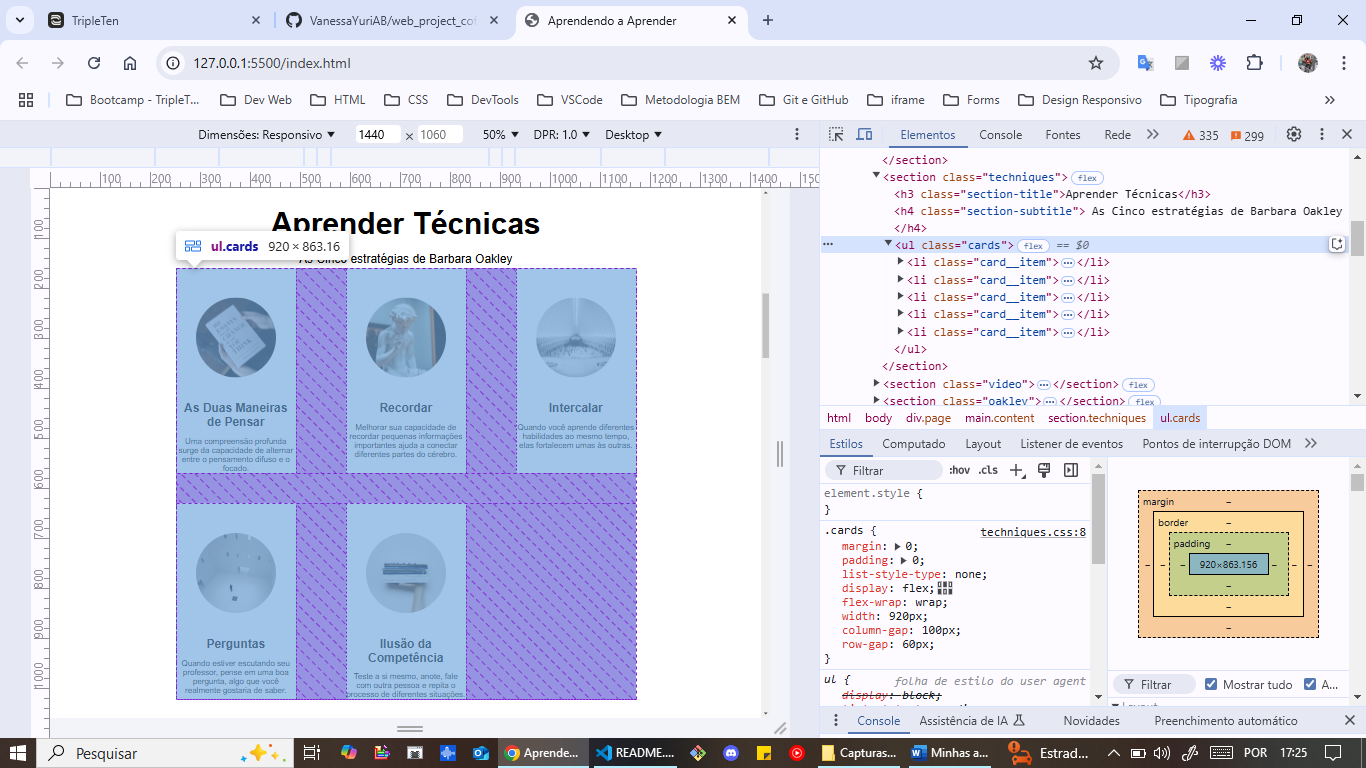 TripleTen
VanessaYuriAB/web_project_cof
Aprendendo a Aprender
127.0.0.1:5500/index.html
Bootcamp - TripleT...
Dev Web
HTML
CSS
DevTools
VSCode
Metodologia BEM
Git e GitHub
iframe
Forms
Design Responsivo
Tipografia
Dimensões: Responsivo
1440
×
1060
50%
DPR: 1.0
Desktop
100 200 300 400 500 600 700 800 900 1000 1100 1200 1300 1400 150
100
200
300
400
500
600
700
800
900
1000
Aprender Técnicas
ul.cards 920 × 863.16
As Cinco estratégias de Barbara Oakley
As Duas Maneiras
de Pensar
Uma compreensão profunda
surge da capacidade de alternar
entre o pensamento difuso e o
focado.
Recordar
Melhorar sua capacidade de
recordar pequenas informações
importantes ajuda a conectar
diferentes partes do cérebro.
Intercalar
Quando você aprende diferentes
habilidades ao mesmo tempo,
elas fortalecem umas às outras.
Perguntas
Quando estiver escutando seu
professor, pense em uma boa
pergunta, algo que você
realmente gostaria de saber.
Ilusão da
Competência
Teste a si mesmo, anote, fale
com outra pessoa e repita o
processo de diferentes situações.
Elementos
Console
Fontes
Rede
335
299
</section>
<section class="techniques"> flex
<h3 class="section-title">Aprender Técnicas</h3>
<h4 class="section-subtitle"> As Cinco estratégias de Barbara Oakley
</h4>
... <ul class="cards"> flex == $0
<li class="card__item"> ... </li>
<li class="card__item"> ... </li>
<li class="card__item"> ... </li>
<li class="card__item"> ... </li>
<li class="card__item"> ... </li>
</ul>
</section>
<section class="video"> ... </section> flex
<section class="oakley"> ... </section> flex
html body div.page main.content section.techniques ul.cards
Estilos
Computado
Layout
Listener de eventos
Pontos de interrupção DOM
Filtrar
:hov .cls
element.style {
}
.cards { techniques.css:8
margin: 0;
padding: 0;
list-style-type: none;
display: flex;
flex-wrap: wrap;
width: 920px;
column-gap: 100px;
row-gap: 60px;
}
ul { folha de estilo do user agent
display: block;
margin –
border –
padding –
– – – 920×863.156 – – –
–
–
–
Filtrar
Mostrar tudo
A...
Console
Assistência de IA
Novidades
Preenchimento automático
Pesquisar
Aprende...
README....
Capturas...
Minhas a...
Estrad...
POR
17:25